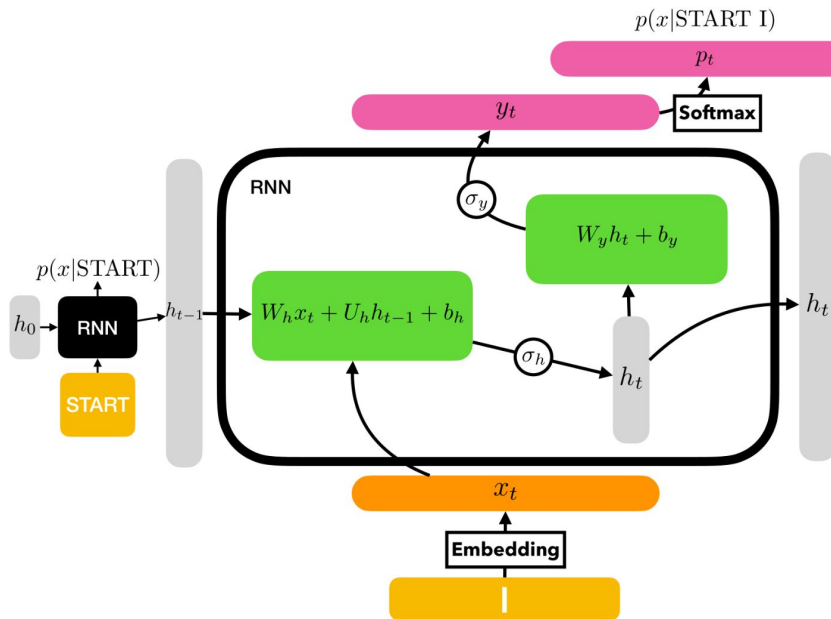 p(x|START I)
p_t
y_t
Softmax
RNN
σ_y
W_y h_t + b_y
p(x|START)
h_0
RNN
h_{t−1}
W_h x_t + U_h h_{t−1} + b_h
σ_h
h_t
h_t
START
x_t
Embedding
I